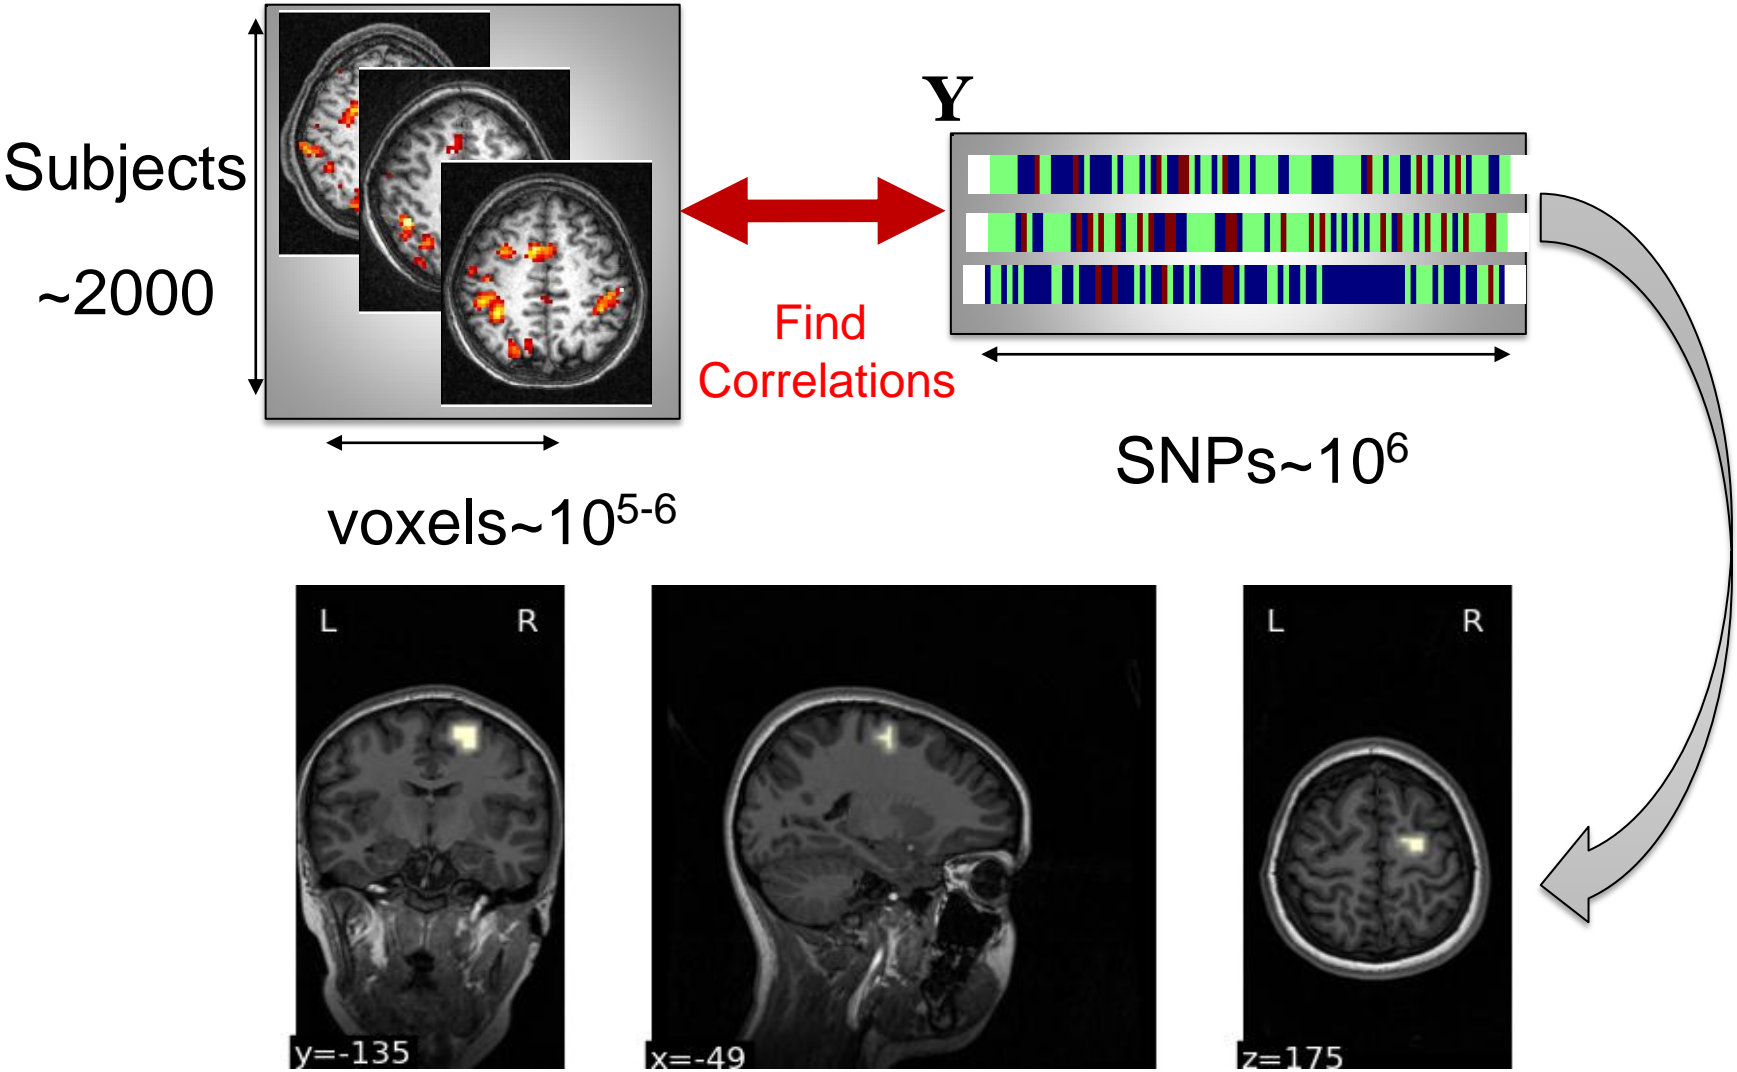 Subjects
~2000
Y
Find
Correlations
SNPs~10⁶
voxels~10⁵⁻⁶
L R
L R
y=-135
x=-49
z=175